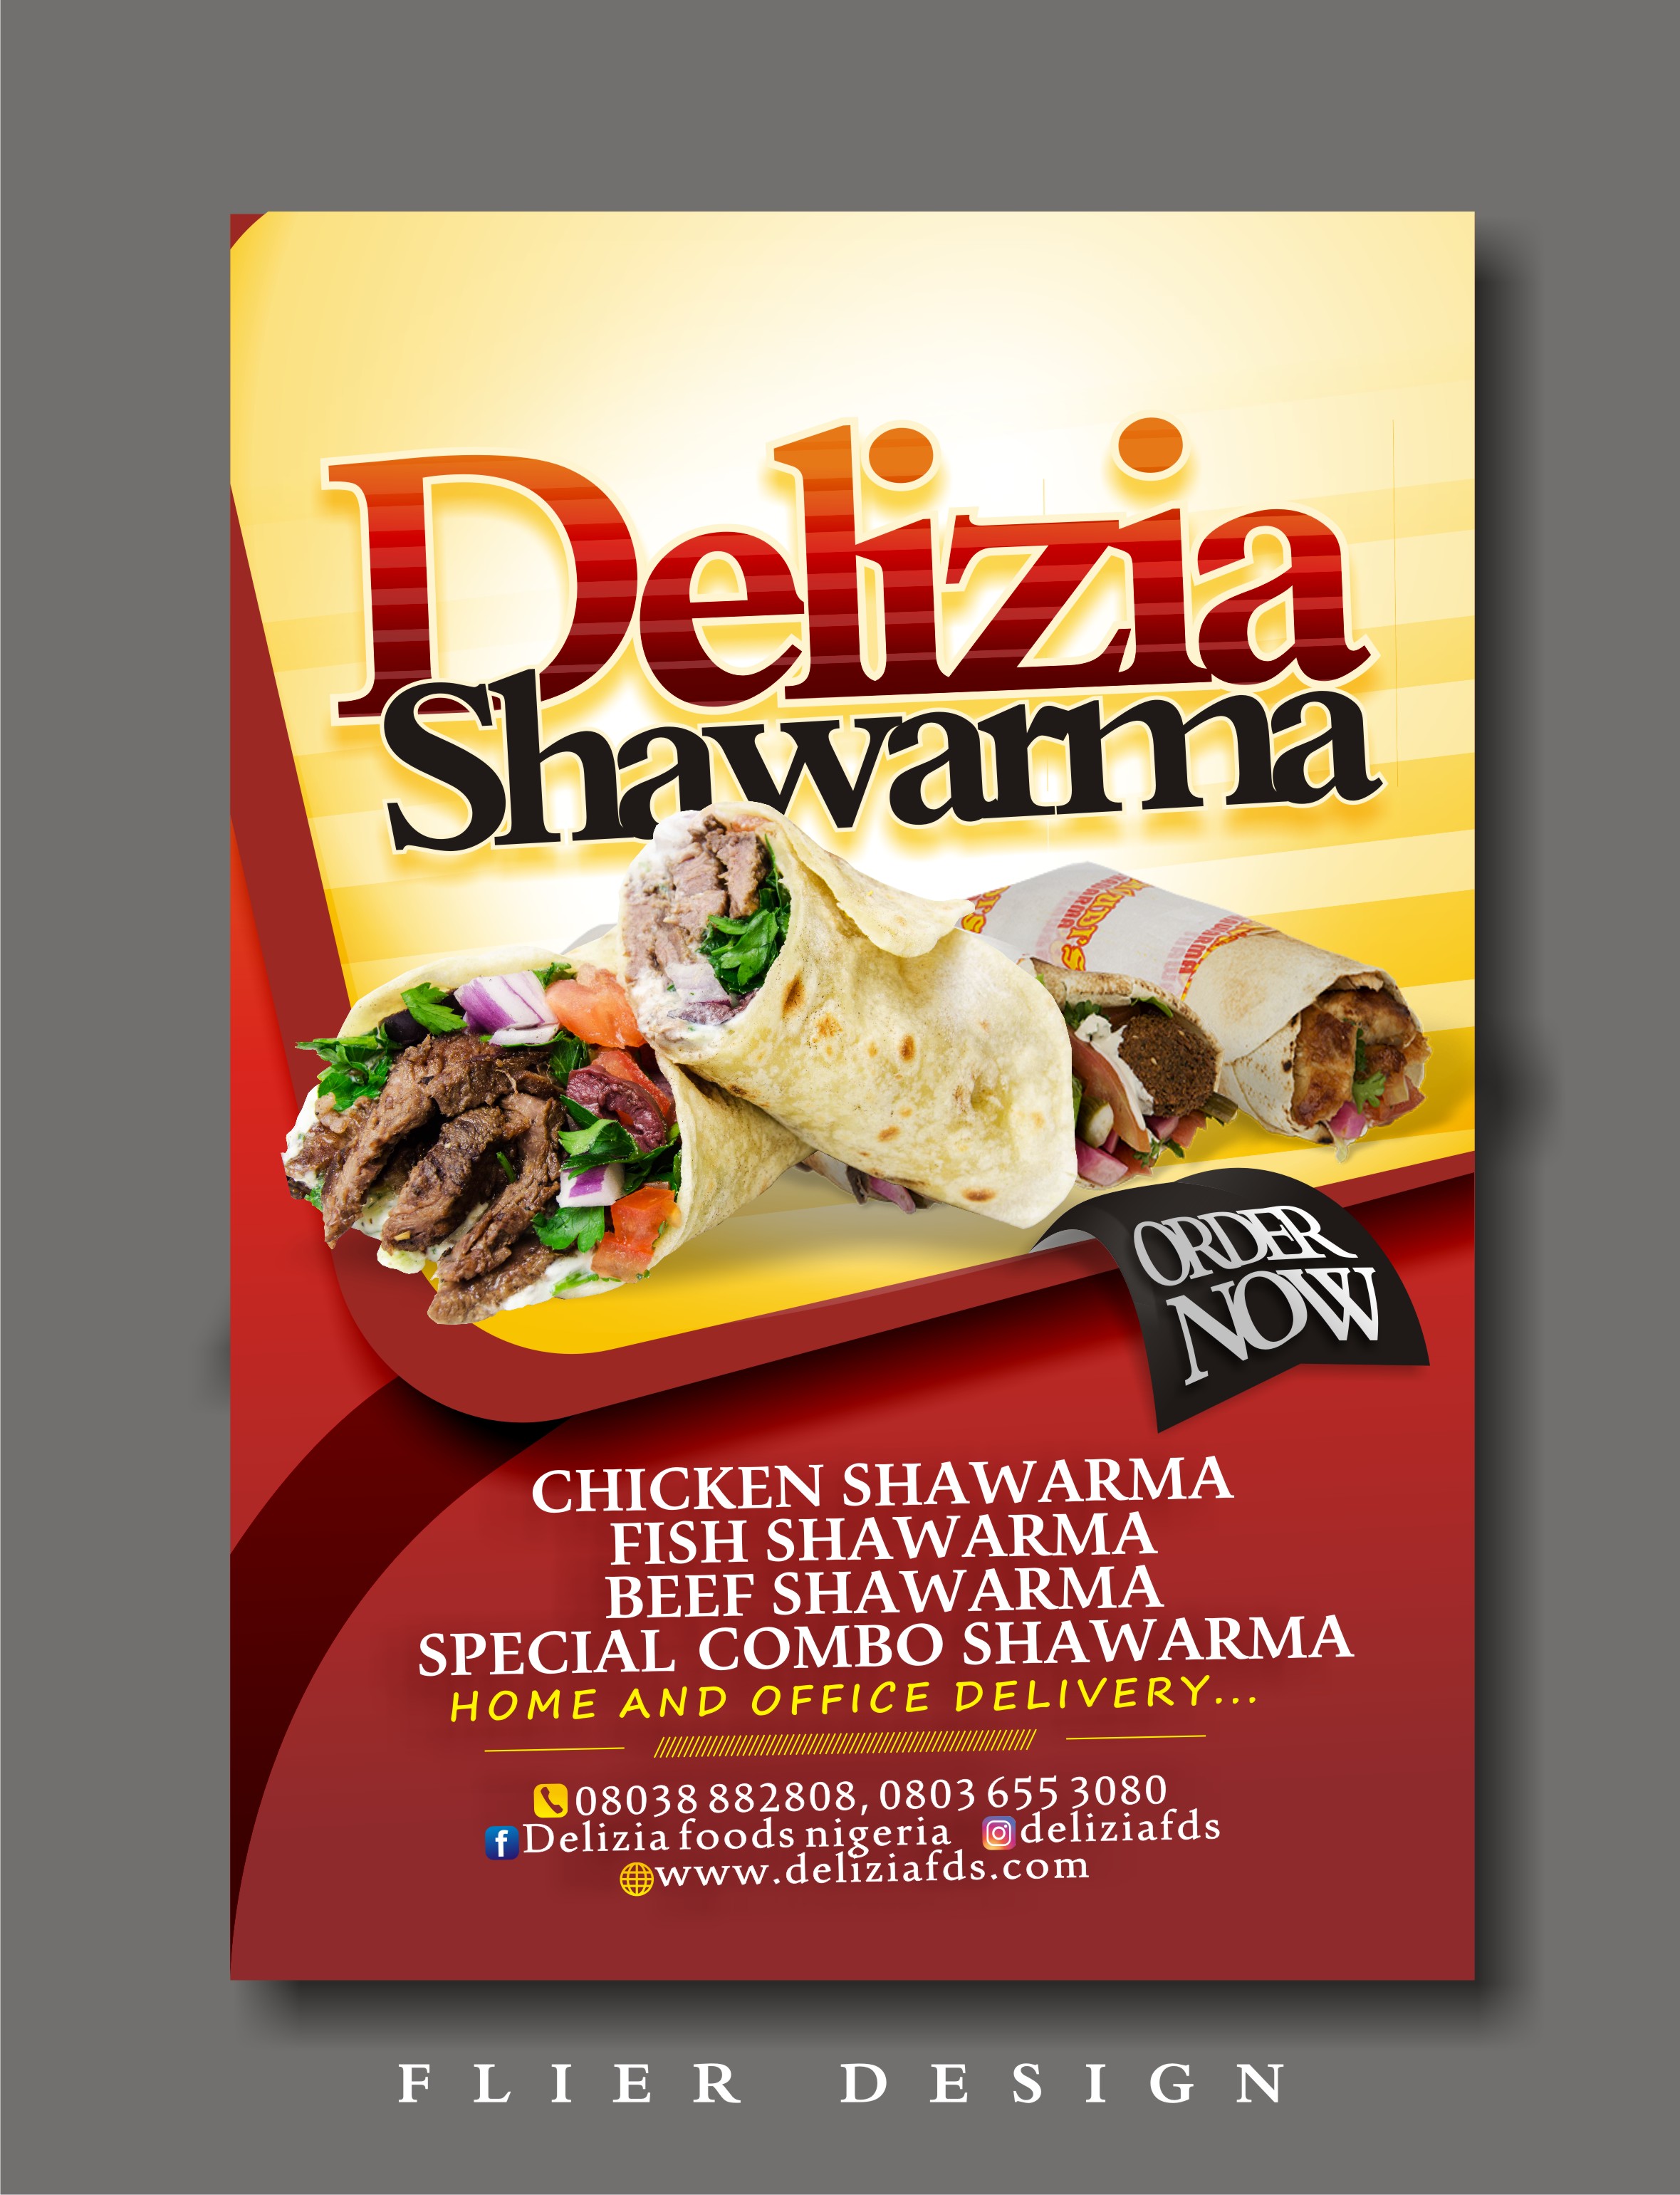 Delizia
Shawarma
ORDER
NOW
CHICKEN SHAWARMA
FISH SHAWARMA
BEEF SHAWARMA
SPECIAL COMBO SHAWARMA
HOME AND OFFICE DELIVERY...
08038 882808, 0803 655 3080
Delizia foods nigeria deliziafds
www.deliziafds.com
FLIER DESIGN